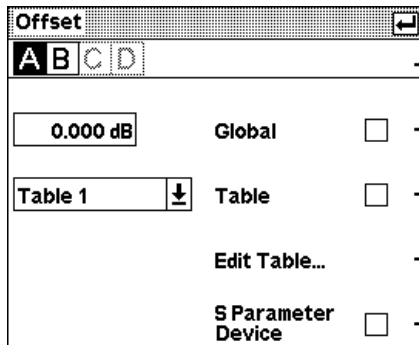 Offset
A B C D
0.000 dB Global
Table 1 Table
Edit Table...
S Parameter
Device